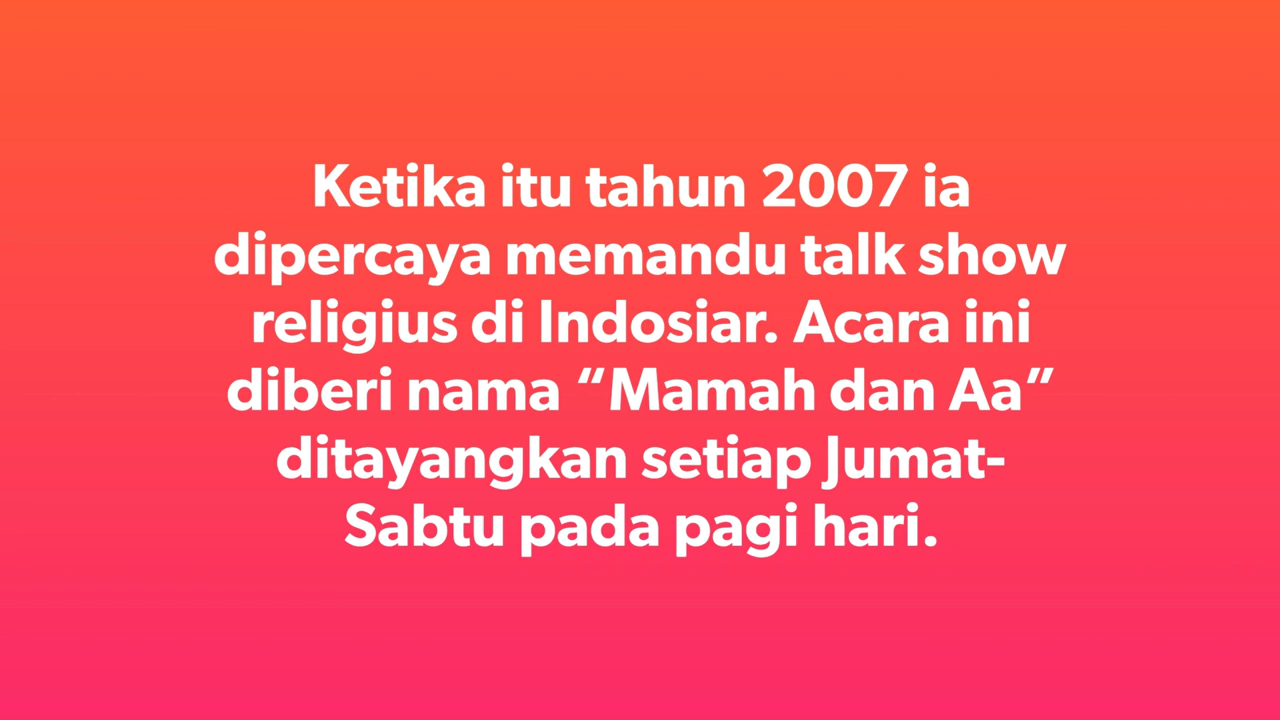 Ketika itu tahun 2007 ia
dipercaya memandu talk show
religius di Indosiar. Acara ini
diberi nama “Mamah dan Aa”
ditayangkan setiap Jumat-
Sabtu pada pagi hari.